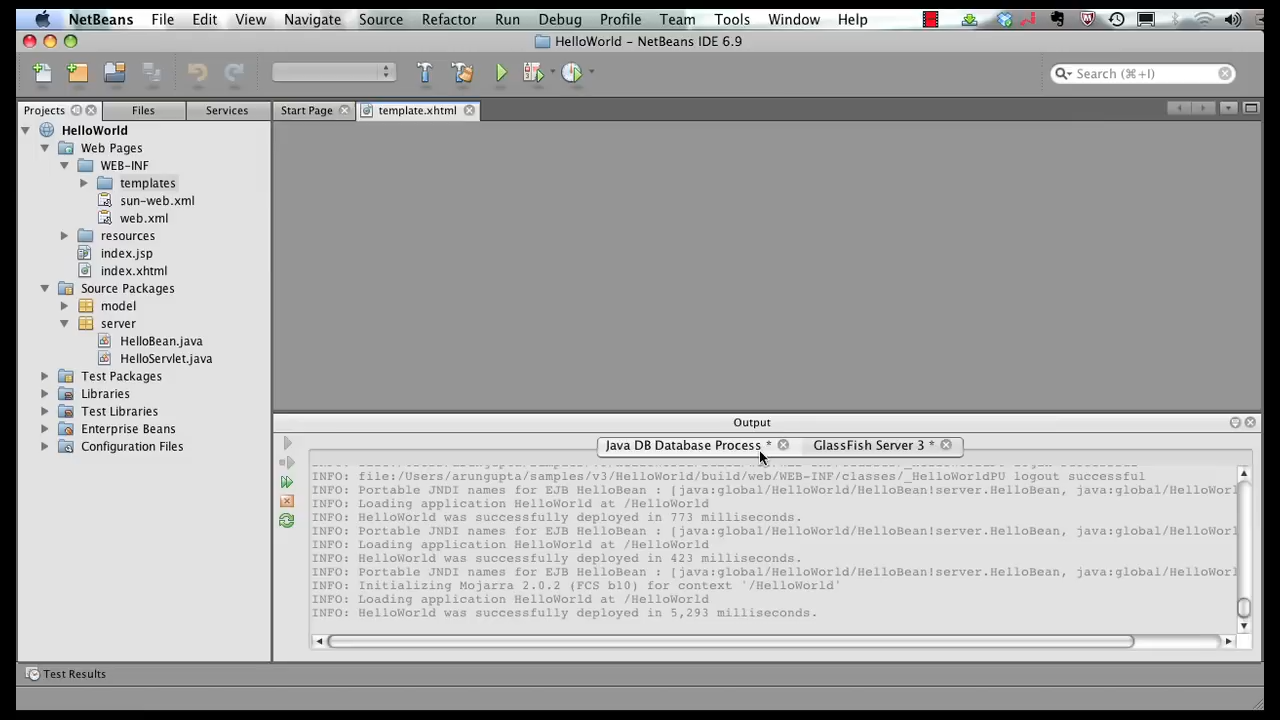 NetBeans File Edit View Navigate Source Refactor Run Debug Profile Team Tools Window Help
HelloWorld – NetBeans IDE 6.9
Search (⌘+I)
Projects Files Services
Start Page template.xhtml
HelloWorld
Web Pages
WEB-INF
templates
sun-web.xml
web.xml
resources
index.jsp
index.xhtml
Source Packages
model
server
HelloBean.java
HelloServlet.java
Test Packages
Libraries
Test Libraries
Enterprise Beans
Configuration Files
Output
Java DB Database Process * GlassFish Server 3 *
INFO: file:/Users/arungupta/samples/v3/HelloWorld/build/web/WEB-INF/classes/_HelloWorldPU logout successful
INFO: Portable JNDI names for EJB HelloBean : [java:global/HelloWorld/HelloBean!server.HelloBean, java:global/HelloWorl
INFO: Loading application HelloWorld at /HelloWorld
INFO: HelloWorld was successfully deployed in 773 milliseconds.
INFO: Portable JNDI names for EJB HelloBean : [java:global/HelloWorld/HelloBean!server.HelloBean, java:global/HelloWorl
INFO: Loading application HelloWorld at /HelloWorld
INFO: HelloWorld was successfully deployed in 423 milliseconds.
INFO: Portable JNDI names for EJB HelloBean : [java:global/HelloWorld/HelloBean!server.HelloBean, java:global/HelloWorl
INFO: Initializing Mojarra 2.0.2 (FCS b10) for context '/HelloWorld'
INFO: Loading application HelloWorld at /HelloWorld
INFO: HelloWorld was successfully deployed in 5,293 milliseconds.
Test Results